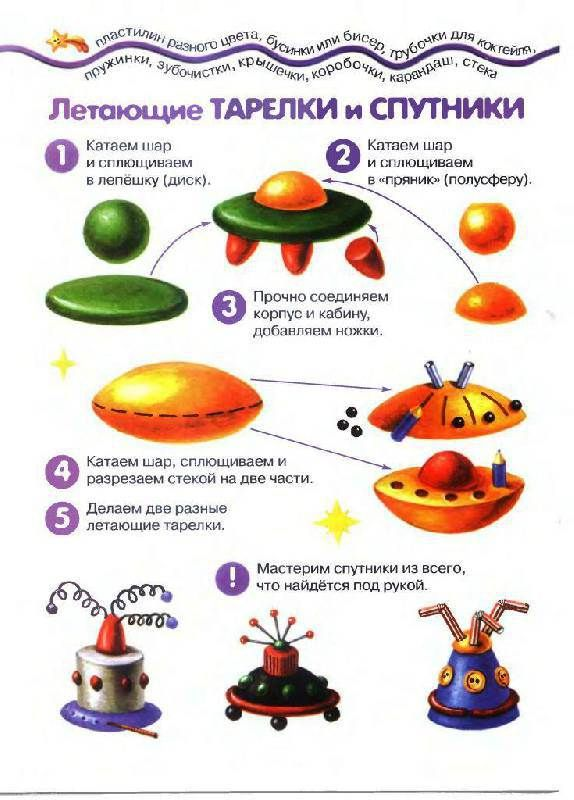 пластилин разного цвета, бусинки или бисер, трубочки для коктейля,
пружинки, зубочистки, крышечки, коробочки, карандаш, стека
Летающие ТАРЕЛКИ и СПУТНИКИ
1 Катаем шар
и сплющиваем
в лепёшку (диск).
2 Катаем шар
и сплющиваем
в «пряник» (полусферу).
3 Прочно соединяем
корпус и кабину,
добавляем ножки.
4 Катаем шар, сплющиваем и
разрезаем стекой на две части.
5 Делаем две разные
летающие тарелки.
! Мастерим спутники из всего,
что найдётся под рукой.